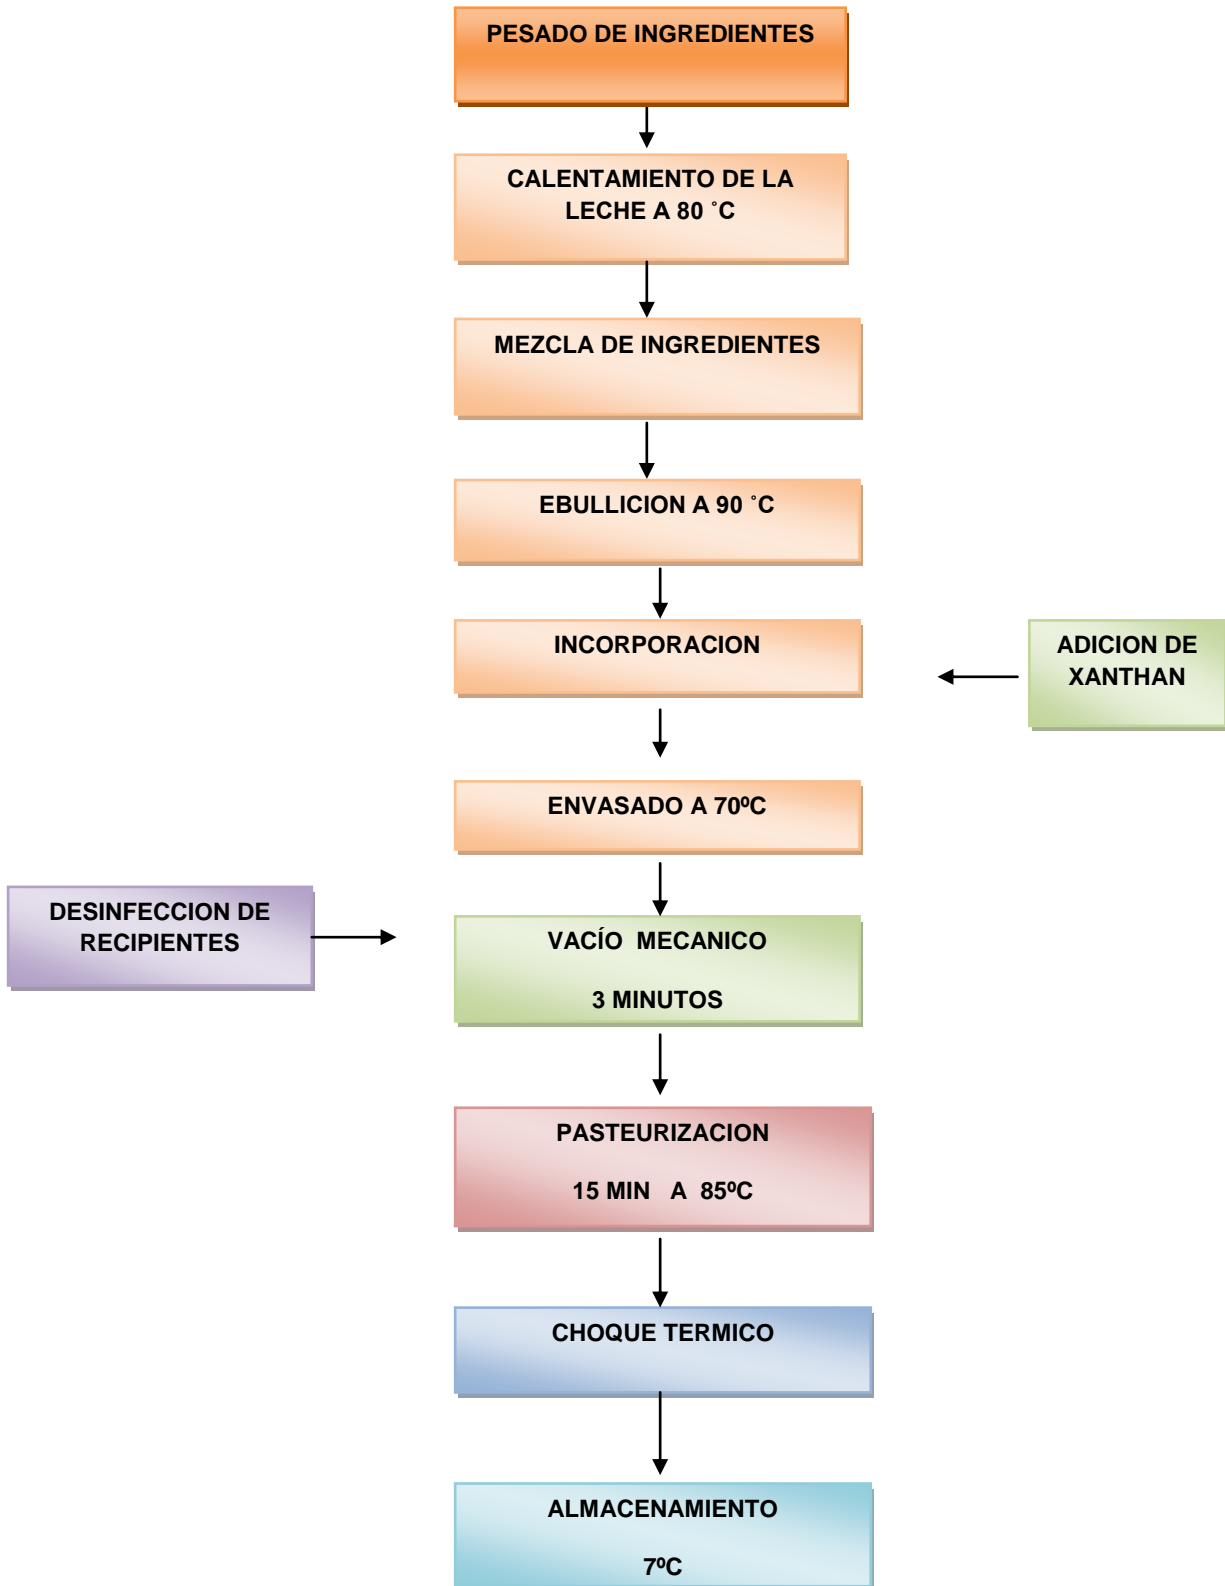 PESADO DE INGREDIENTES
CALENTAMIENTO DE LA
LECHE A 80 ˚C
MEZCLA DE INGREDIENTES
EBULLICION A 90 ˚C
INCORPORACION
ADICION DE
XANTHAN
ENVASADO A 70ºC
DESINFECCION DE
RECIPIENTES
VACÍO MECANICO
3 MINUTOS
PASTEURIZACION
15 MIN A 85ºC
CHOQUE TERMICO
ALMACENAMIENTO
7ºC